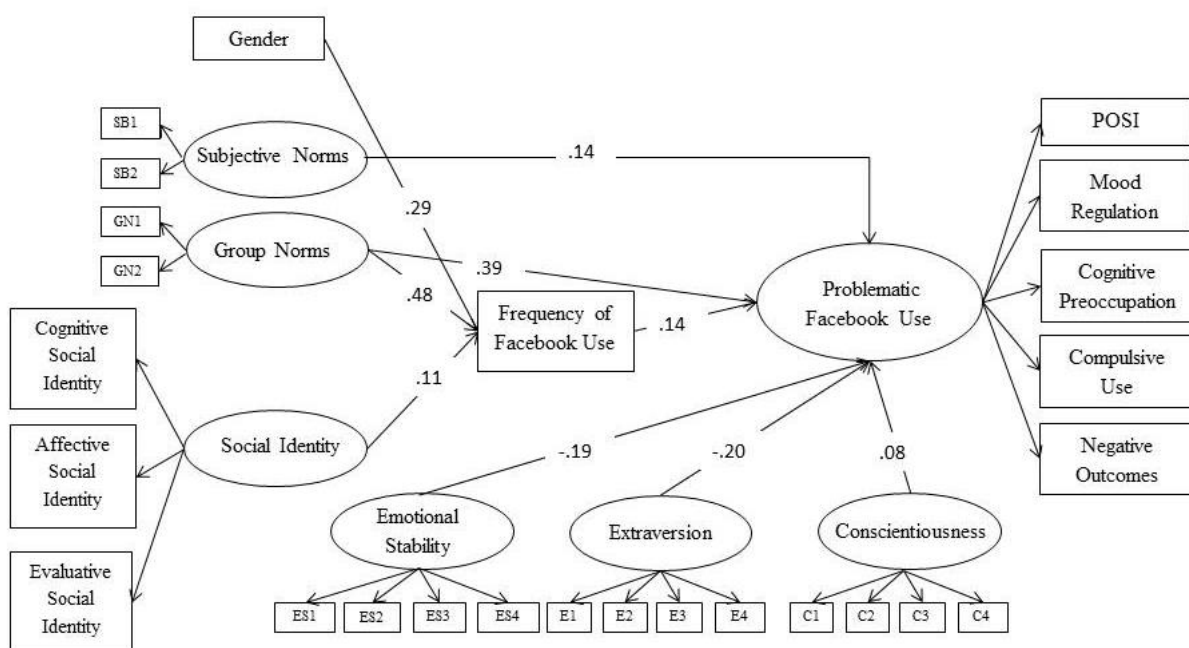 Gender
SB1
SB2
Subjective Norms
.14
POSI
Mood
Regulation
GN1
GN2
Group Norms
.29
.39
.48
Cognitive
Preoccupation
Problematic
Facebook Use
Frequency of
Facebook Use
.14
Cognitive
Social
Identity
.11
Compulsive
Use
Affective
Social
Identity
Social Identity
-.19
-.20
.08
Negative
Outcomes
Emotional
Stability
Extraversion
Conscientiousness
Evaluative
Social
Identity
ES1
ES2
ES3
ES4
E1
E2
E3
E4
C1
C2
C3
C4